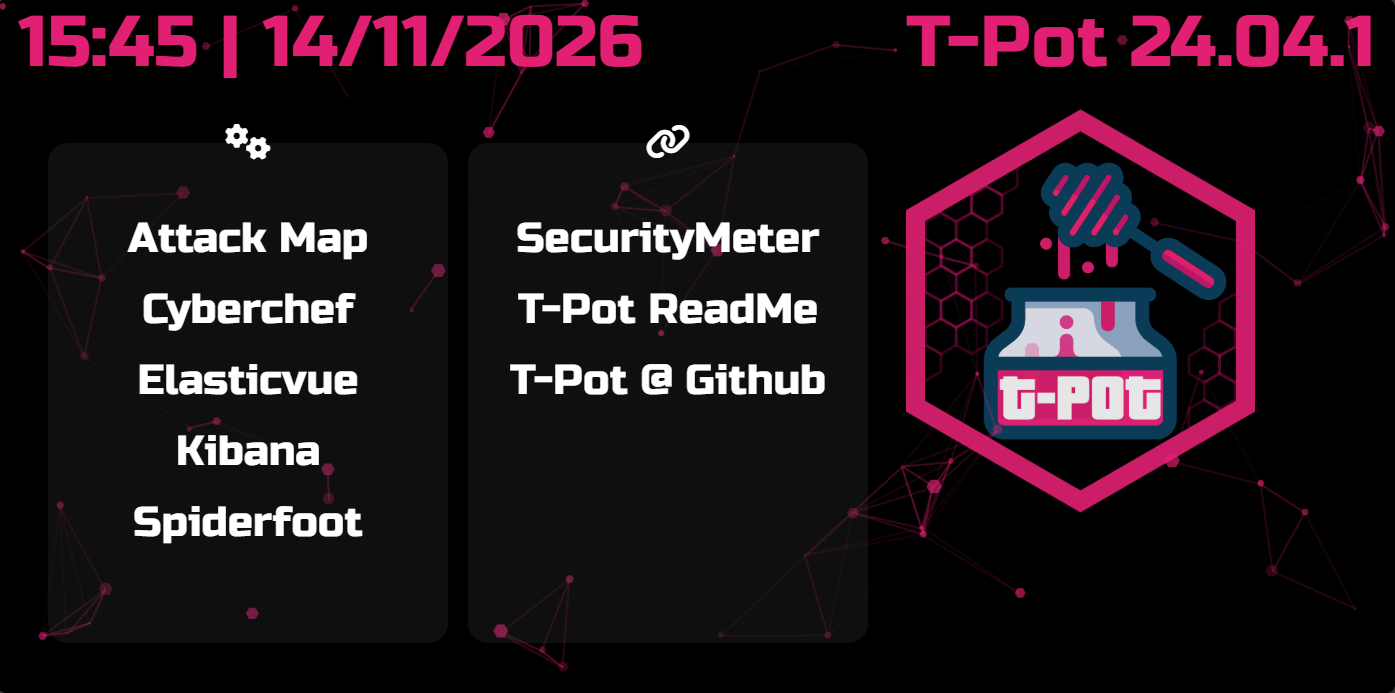 15:45 | 14/11/2026
T-Pot 24.04.1
Attack Map
Cyberchef
Elasticvue
Kibana
Spiderfoot
SecurityMeter
T-Pot ReadMe
T-Pot @ Github
t-pot